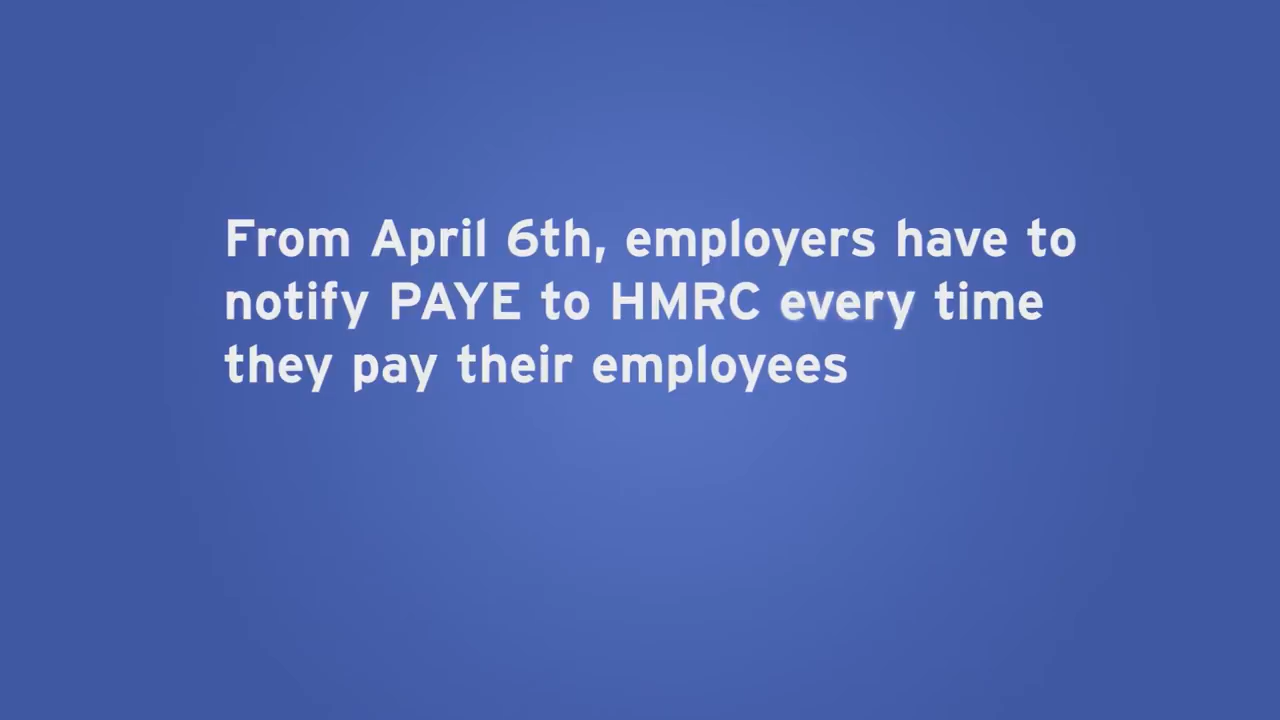 From April 6th, employers have to
notify PAYE to HMRC every time
they pay their employees